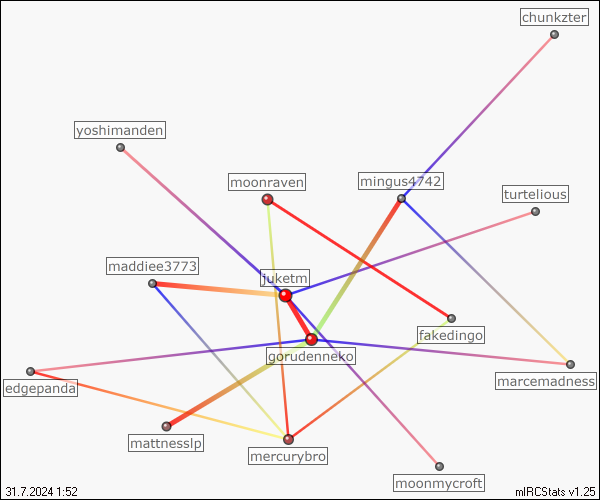 chunkzter
yoshimanden
moonraven
mingus4742
turtelious
maddiee3773
juketm
gorudenneko
fakedingo
edgepanda
marcemadness
mattnesslp
mercurybro
moonmycroft
31.7.2024 1:52
mIRCStats v1.25